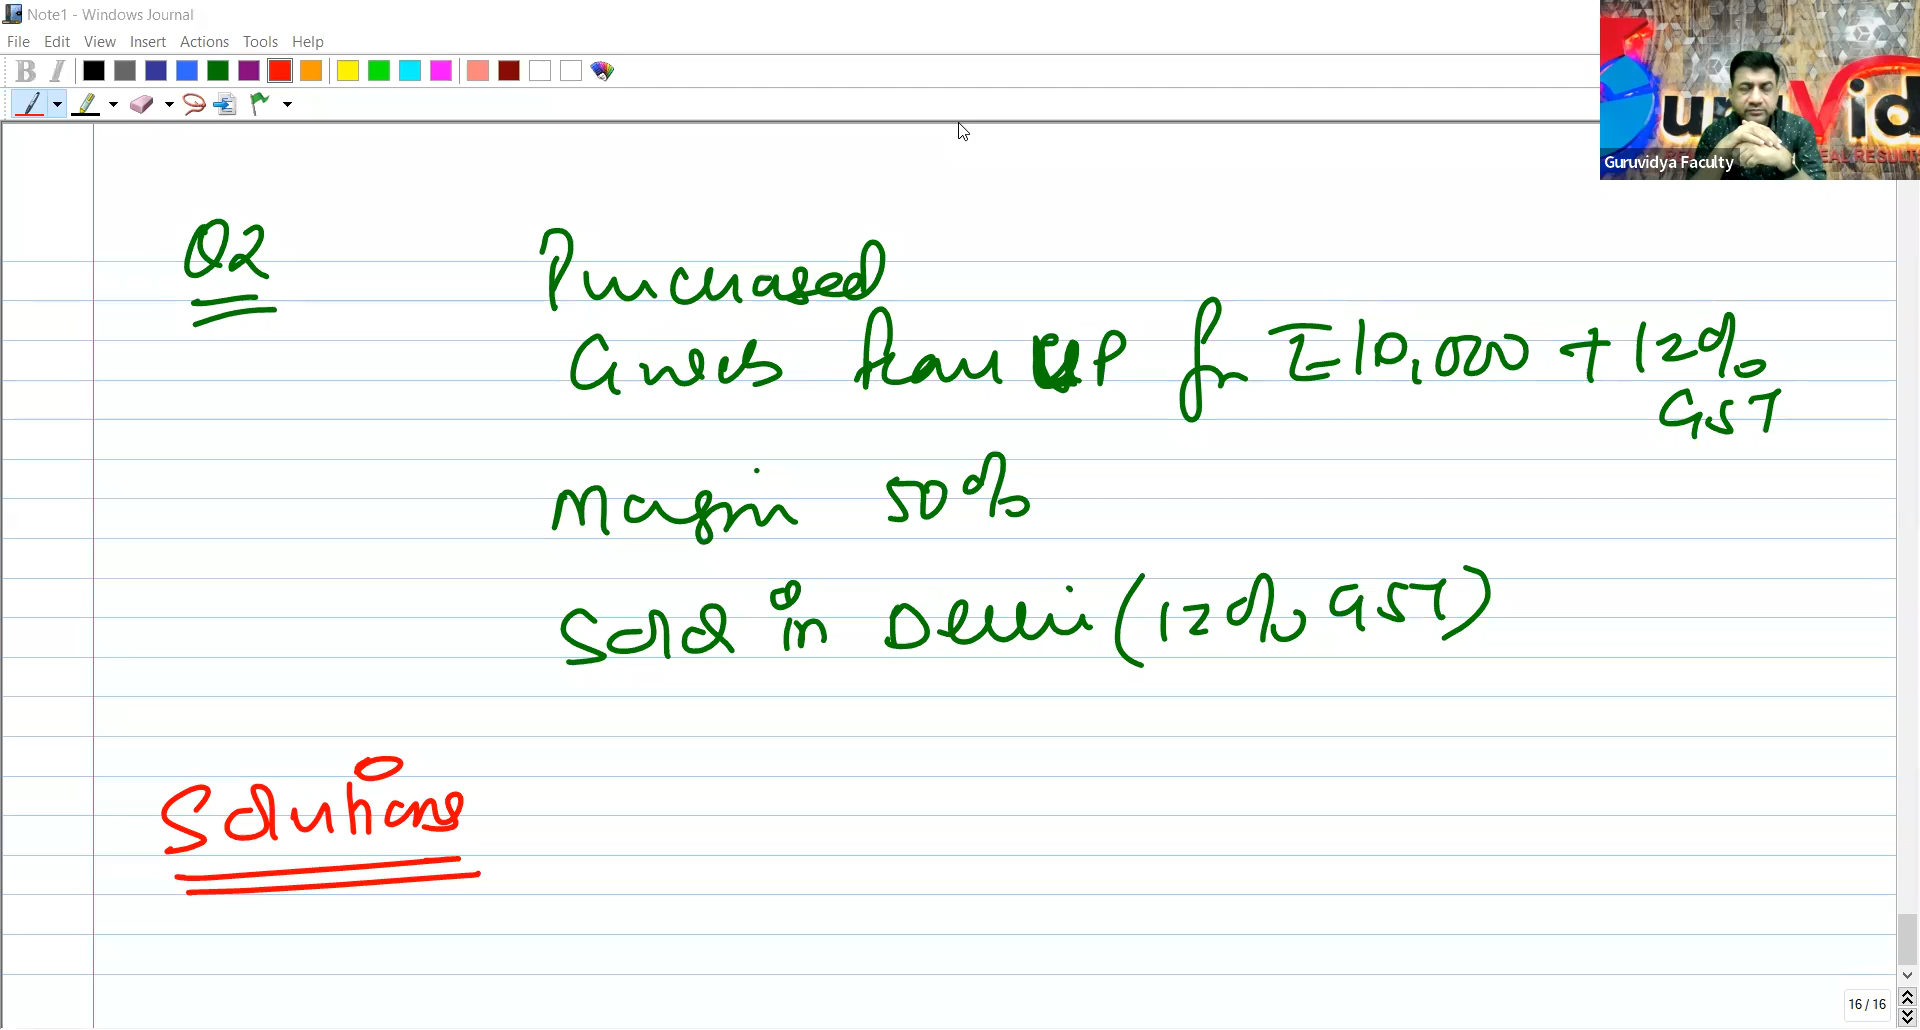 Note1 - Windows Journal
File Edit View Insert Actions Tools Help
B I
Guruvidya Faculty
Q2
Purchased
Goods from UP for ₹10,000 + 12%
GST
Margin 50%
Sold in Delhi (12% GST)
Solutions
16 / 16